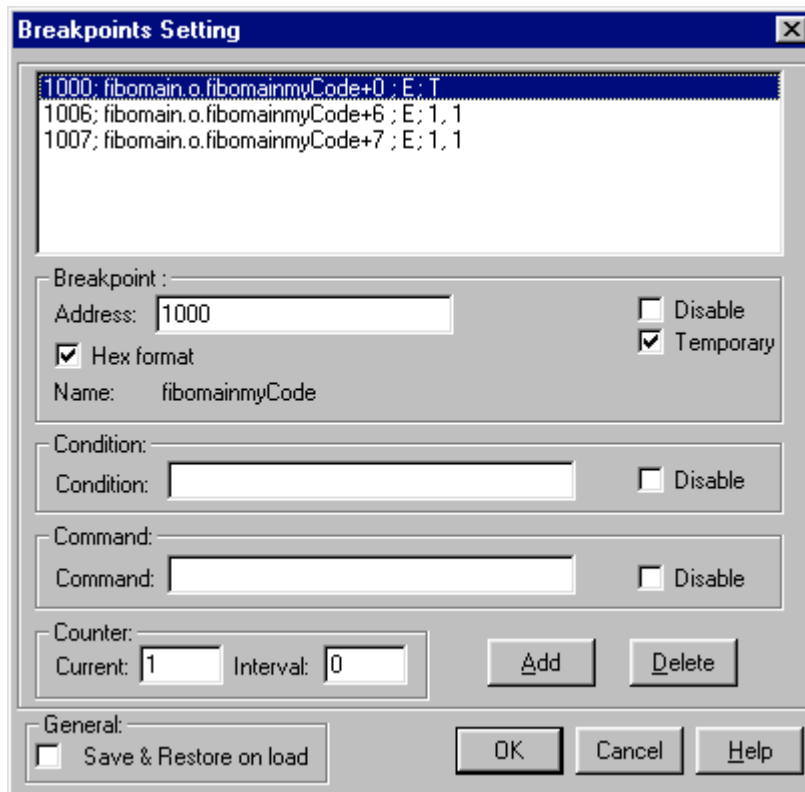 Breakpoints Setting
1000; fibomain.o.fibomainmyCode+0 ; E; T
1006; fibomain.o.fibomainmyCode+6 ; E; 1, 1
1007; fibomain.o.fibomainmyCode+7 ; E; 1, 1
Breakpoint :
Address: 1000
Disable
Hex format
Temporary
Name: fibomainmyCode
Condition:
Condition:
Disable
Command:
Command:
Disable
Counter:
Current: 1 Interval: 0
Add
Delete
General:
Save & Restore on load
OK
Cancel
Help